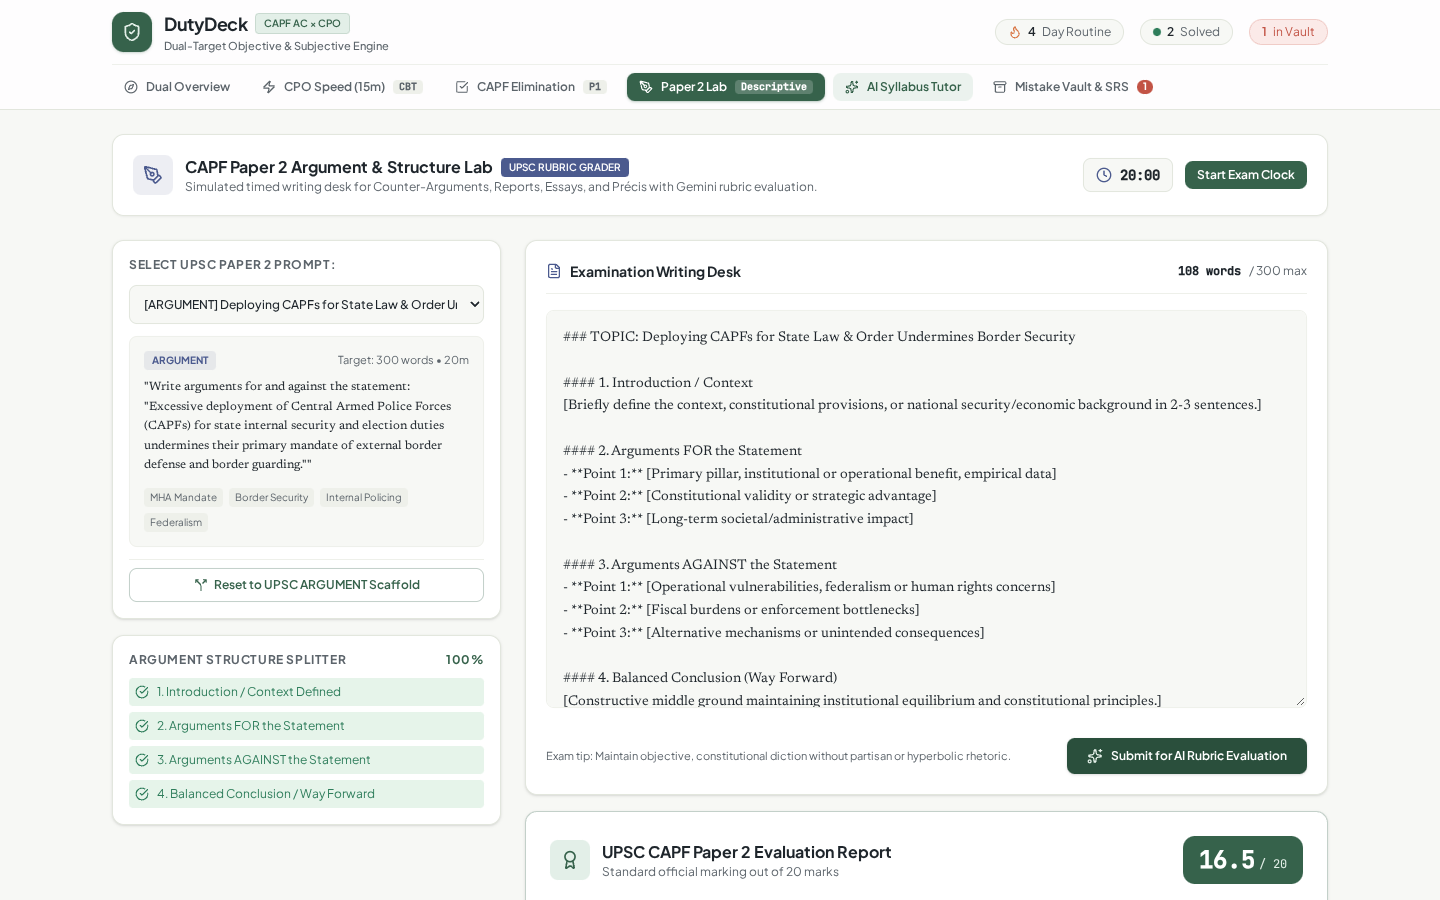 DutyDeck CAPF AC × CPO
Dual-Target Objective & Subjective Engine
4 Day Routine
2 Solved
1 in Vault
Dual Overview
CPO Speed (15m) CBT
CAPF Elimination P1
Paper 2 Lab Descriptive
AI Syllabus Tutor
Mistake Vault & SRS 1
CAPF Paper 2 Argument & Structure Lab UPSC RUBRIC GRADER
Simulated timed writing desk for Counter-Arguments, Reports, Essays, and Précis with Gemini rubric evaluation.
20:00
Start Exam Clock
SELECT UPSC PAPER 2 PROMPT:
[ARGUMENT] Deploying CAPFs for State Law & Order Ur
ARGUMENT Target: 300 words • 20m
"Write arguments for and against the statement:
"Excessive deployment of Central Armed Police Forces
(CAPFs) for state internal security and election duties
undermines their primary mandate of external border
defense and border guarding.""
MHA Mandate Border Security Internal Policing
Federalism
Reset to UPSC ARGUMENT Scaffold
ARGUMENT STRUCTURE SPLITTER 100%
1. Introduction / Context Defined
2. Arguments FOR the Statement
3. Arguments AGAINST the Statement
4. Balanced Conclusion / Way Forward
Examination Writing Desk 108 words / 300 max
### TOPIC: Deploying CAPFs for State Law & Order Undermines Border Security
#### 1. Introduction / Context
[Briefly define the context, constitutional provisions, or national security/economic background in 2-3 sentences.]
#### 2. Arguments FOR the Statement
- **Point 1:** [Primary pillar, institutional or operational benefit, empirical data]
- **Point 2:** [Constitutional validity or strategic advantage]
- **Point 3:** [Long-term societal/administrative impact]
#### 3. Arguments AGAINST the Statement
- **Point 1:** [Operational vulnerabilities, federalism or human rights concerns]
- **Point 2:** [Fiscal burdens or enforcement bottlenecks]
- **Point 3:** [Alternative mechanisms or unintended consequences]
#### 4. Balanced Conclusion (Way Forward)
[Constructive middle ground maintaining institutional equilibrium and constitutional principles.]
Exam tip: Maintain objective, constitutional diction without partisan or hyperbolic rhetoric.
Submit for AI Rubric Evaluation
UPSC CAPF Paper 2 Evaluation Report
Standard official marking out of 20 marks
16.5 / 20